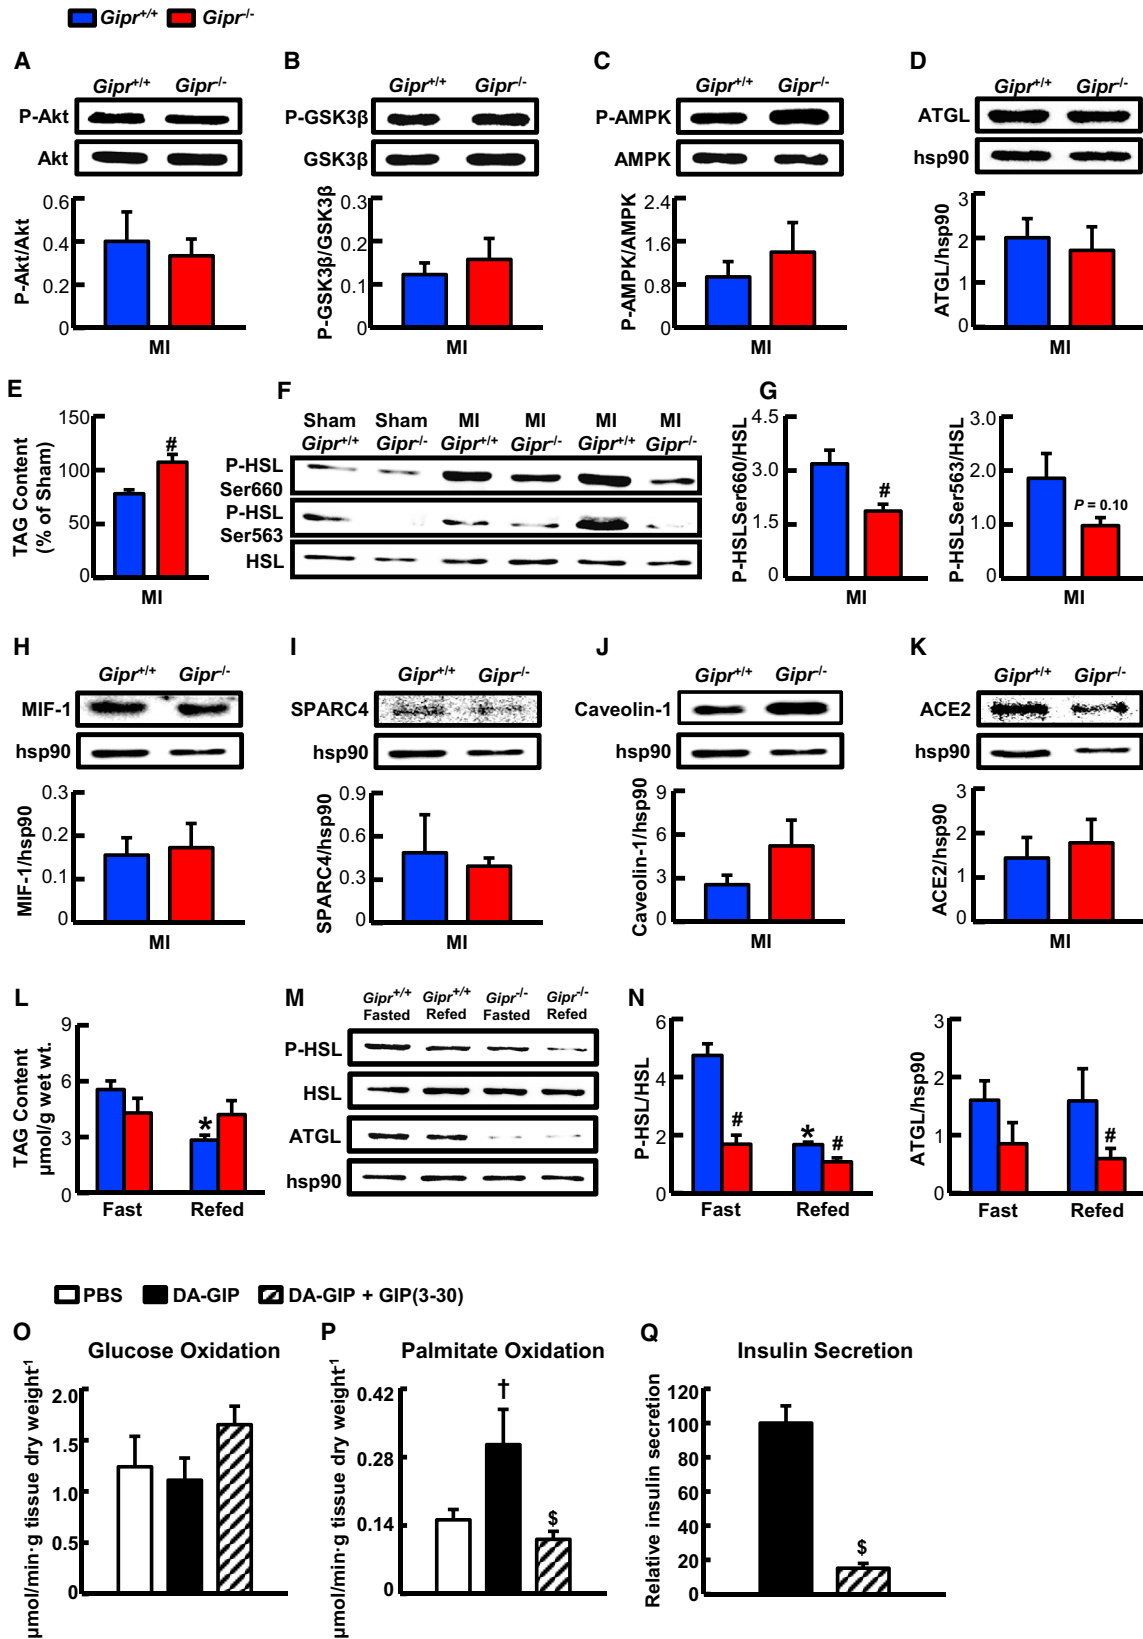 Gipr+/+ Gipr-/-
A B C D
Gipr+/+ Gipr-/- Gipr+/+ Gipr-/- Gipr+/+ Gipr-/- Gipr+/+ Gipr-/-
P-Akt P-GSK3β P-AMPK ATGL
Akt GSK3β AMPK hsp90
P-Akt/Akt
0.6
0.4
0.2
0
MI
P-GSK3β/GSK3β
0.3
0.2
0.1
0
MI
P-AMPK/AMPK
2.4
1.6
0.8
0
MI
ATGL/hsp90
3
2
1
0
MI
E
TAG Content
(% of Sham)
150
100
50
0
#
MI
F
Sham Sham MI MI MI MI
Gipr+/+ Gipr-/- Gipr+/+ Gipr-/- Gipr+/+ Gipr-/-
P-HSL
Ser660
P-HSL
Ser563
HSL
G
P-HSLSer660/HSL
4.5
3.0
1.5
0
#
MI
P-HSLSer563/HSL
3.0
2.0
1.0
0
P = 0.10
MI
H I J K
Gipr+/+ Gipr-/- Gipr+/+ Gipr-/- Gipr+/+ Gipr-/- Gipr+/+ Gipr-/-
MIF-1 SPARC4 Caveolin-1 ACE2
hsp90 hsp90 hsp90 hsp90
MIF-1/hsp90
0.3
0.2
0.1
0
MI
SPARC4/hsp90
0.9
0.6
0.3
0
MI
Caveolin-1/hsp90
9
6
3
0
MI
ACE2/hsp90
3
2
1
0
MI
L
TAG Content
µmol/g wet wt.
9
6
3
0
*
Fast Refed
M
Gipr+/+ Gipr+/+ Gipr-/- Gipr-/-
Fasted Refed Fasted Refed
P-HSL
HSL
ATGL
hsp90
N
P-HSL/HSL
6
4
2
0
# * #
Fast Refed
ATGL/hsp90
3
2
1
0
#
Fast Refed
PBS DA-GIP DA-GIP + GIP(3-30)
O
Glucose Oxidation
µmol/min·g tissue dry weight-1
2.0
1.5
1.0
0.5
0
P
Palmitate Oxidation
µmol/min·g tissue dry weight-1
0.42
0.28
0.14
0
† $
Q
Insulin Secretion
Relative insulin secretion
120
100
80
60
40
20
0
$